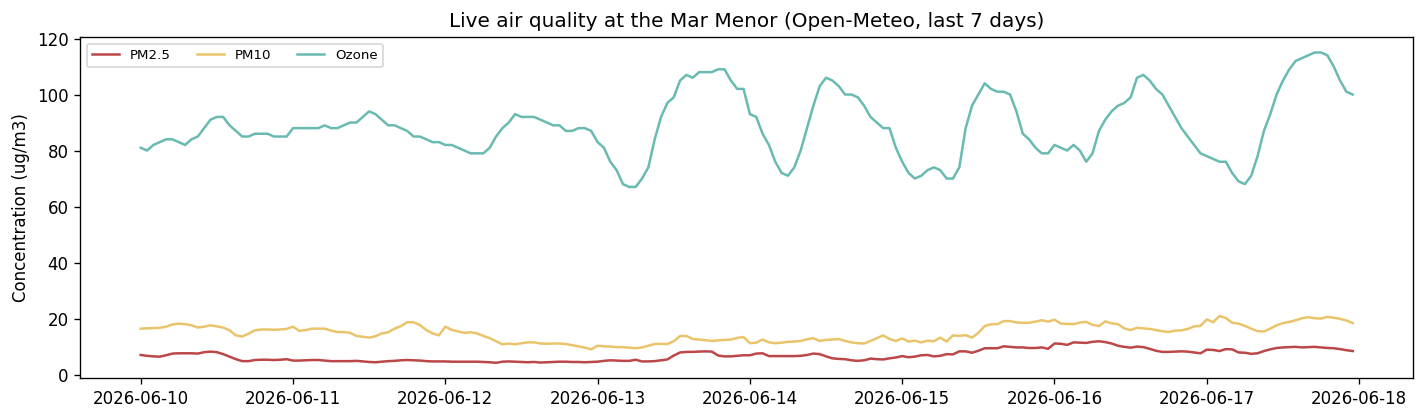 Live air quality at the Mar Menor (Open-Meteo, last 7 days)
PM2.5 PM10 Ozone
Concentration (ug/m3)
120
100
80
60
40
20
0
2026-06-10 2026-06-11 2026-06-12 2026-06-13 2026-06-14 2026-06-15 2026-06-16 2026-06-17 2026-06-18